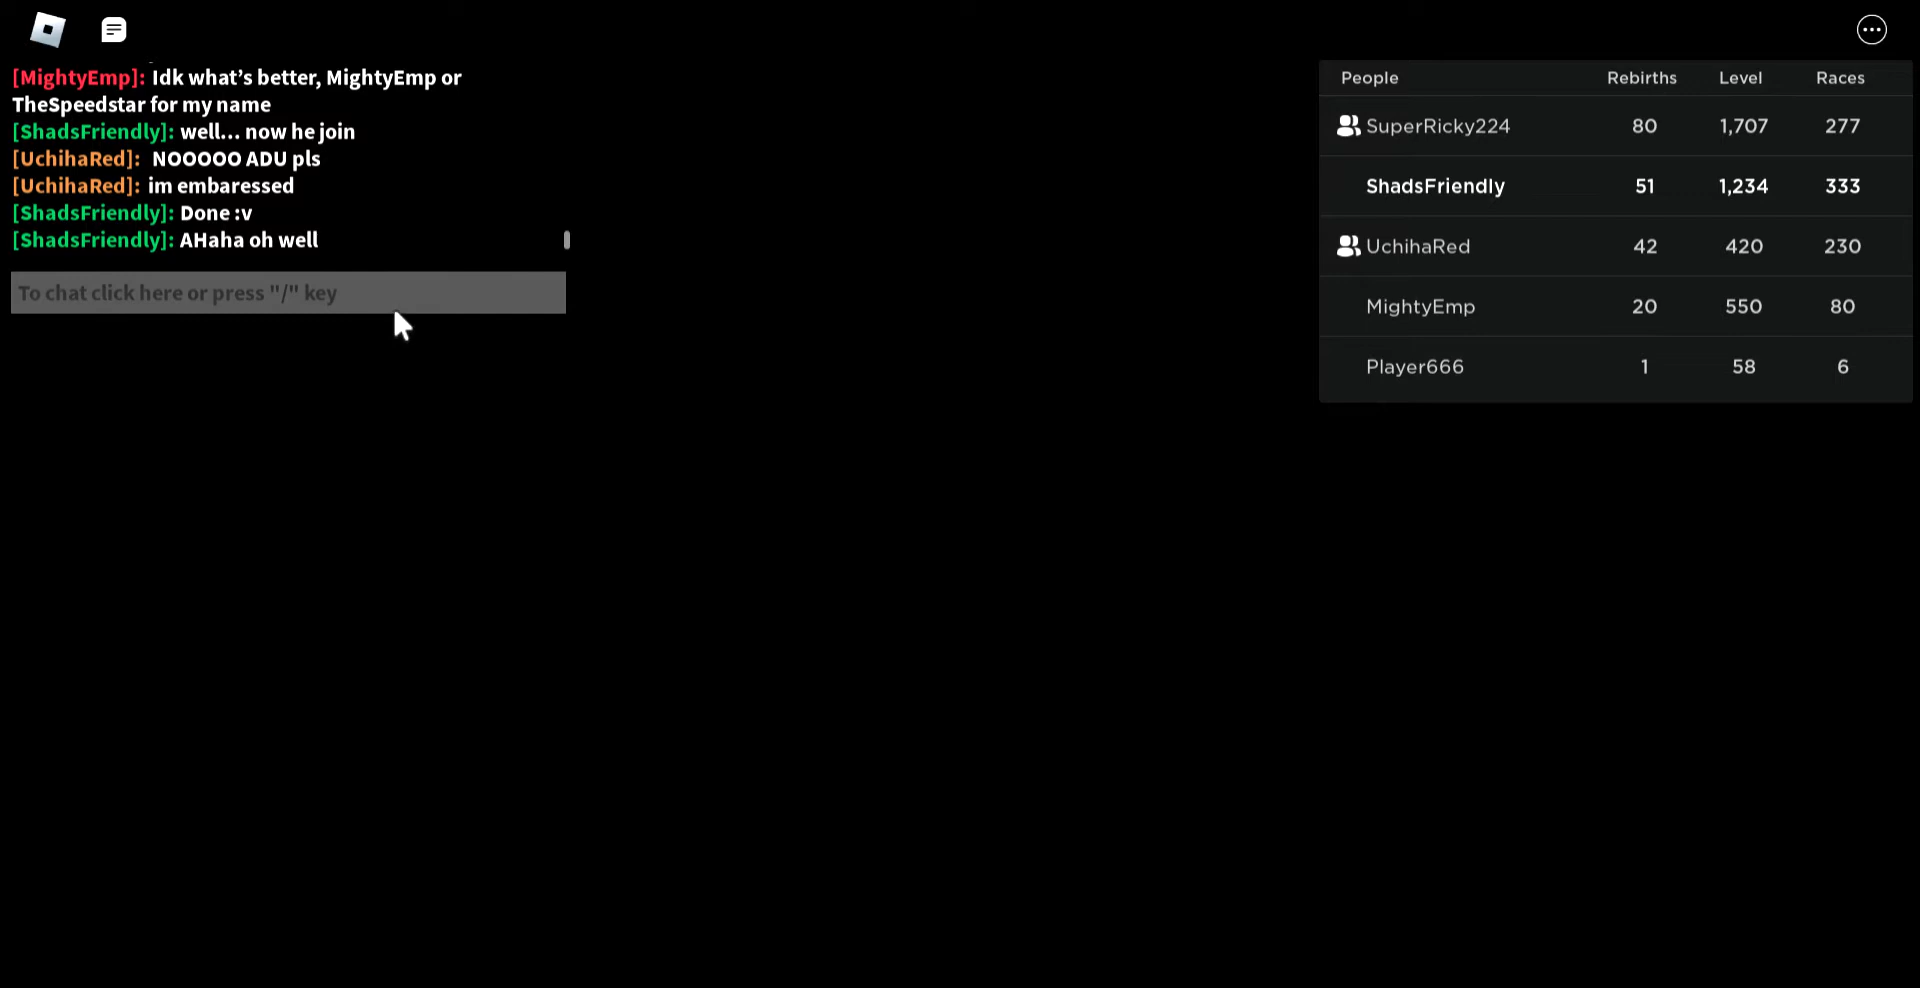 [MightyEmp]: Idk what's better, MightyEmp or
TheSpeedstar for my name
[ShadsFriendly]: well... now he join
[UchihaRed]: NOOOOO ADU pls
[UchihaRed]: im embaressed
[ShadsFriendly]: Done :v
[ShadsFriendly]: AHaha oh well
To chat click here or press "/" key
People Rebirths Level Races
SuperRicky224 80 1,707 277
ShadsFriendly 51 1,234 333
UchihaRed 42 420 230
MightyEmp 20 550 80
Player666 1 58 6